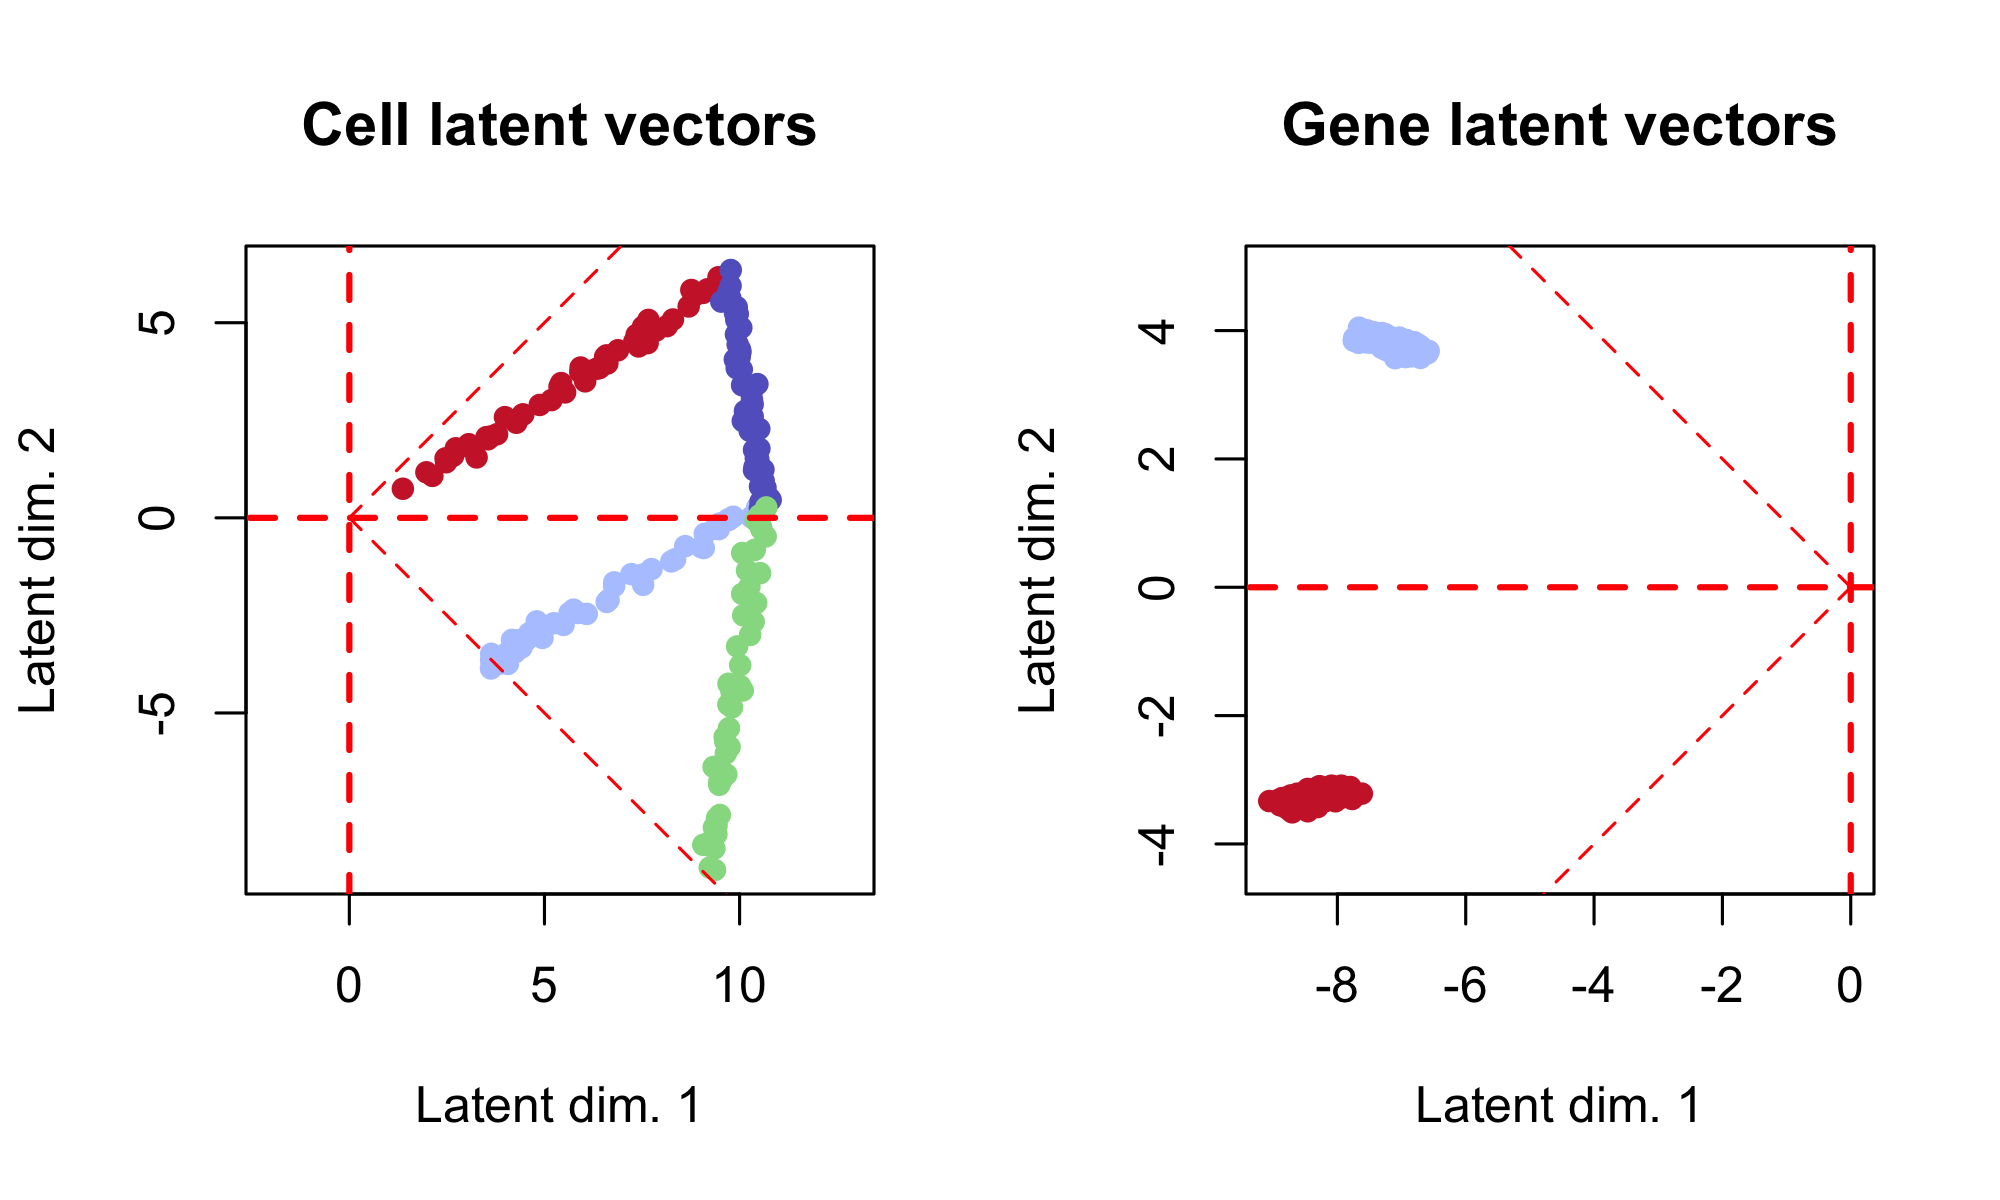 Cell latent vectors
Latent dim. 2
5
0
-5
0 5 10
Latent dim. 1
Gene latent vectors
Latent dim. 2
4
2
0
-2
-4
-8 -6 -4 -2 0
Latent dim. 1